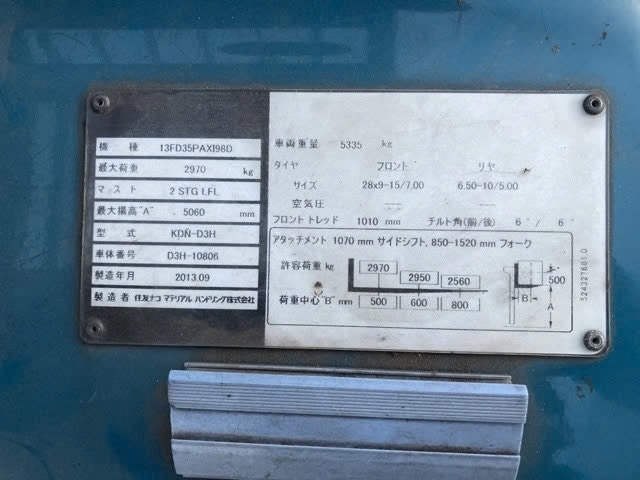 機 種 13FD35PAXI98D
最大荷重 2970 kg
マスト 2 STG LFL
最大揚高"A" 5060 mm
型 式 KDN-D3H
車体番号 D3H-10806
製造年月 2013.09
製造者 住友ナコ マテリアル ハンドリング株式会社
車両重量 5335 kg
タイヤ フロント リヤ
サイズ 28x9-15/7.00 6.50-10/5.00
空気圧 — —
フロントトレッド 1010 mm チルト角(前/後) 6°/ 6°
アタッチメント 1070 mm サイドシフト, 850-1520 mm フォーク
許容荷重 kg 2970 2950 2560
荷重中心"B" mm 500 600 800
500
B
A
524327681 0